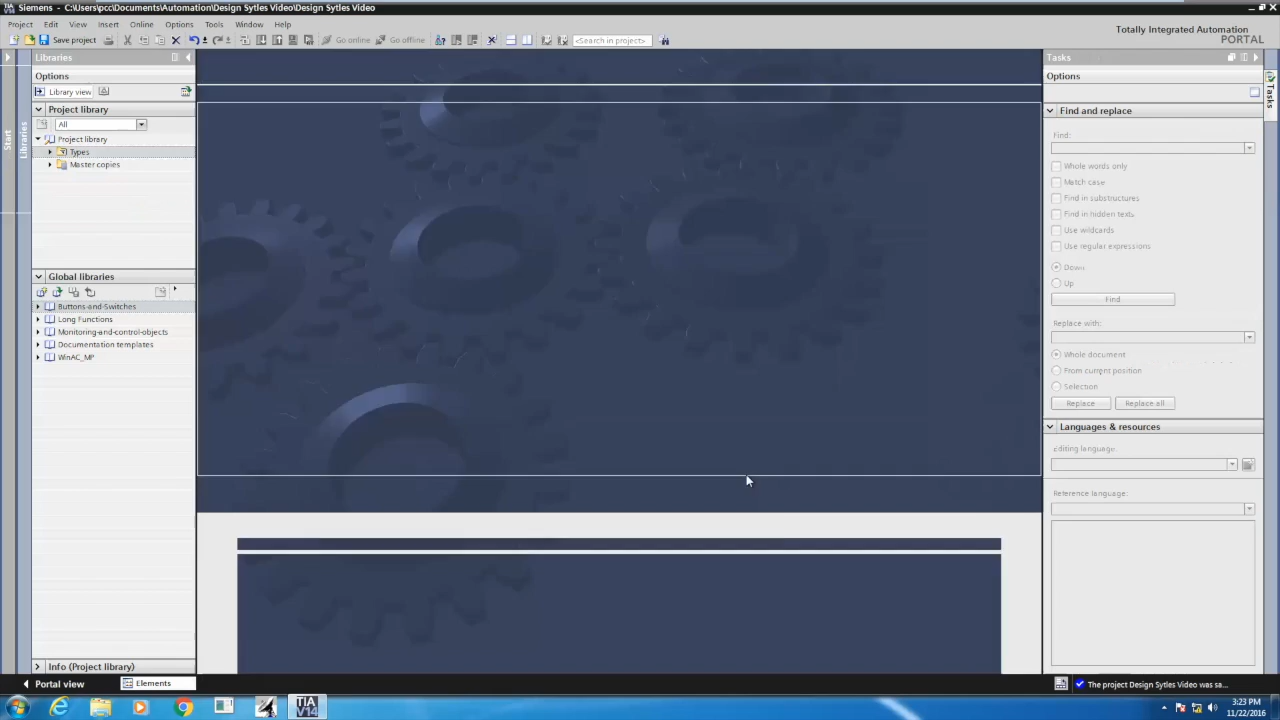 Siemens - C:\Users\pcc\Documents\Automation\Design Sytles Video\Design Sytles Video
Project Edit View Insert Online Options Tools Window Help
Totally Integrated Automation
PORTAL
Save project
Go online
Go offline
<Search in project>
Libraries
Options
Library view
Project library
All
Project library
Types
Master copies
Global libraries
Buttons-and-Switches
Long Functions
Monitoring-and-control-objects
Documentation templates
WinAC_MP
Info (Project library)
Start
Libraries
Tasks
Options
Find and replace
Find:
Whole words only
Match case
Find in substructures
Find in hidden texts
Use wildcards
Use regular expressions
Down
Up
Find
Replace with:
Whole document
From current position
Selection
Replace
Replace all
Languages & resources
Editing language:
Reference language:
Tasks
Portal view
Elements
The project Design Sytles Video was sa...
TIA
V14
3:23 PM
11/22/2016